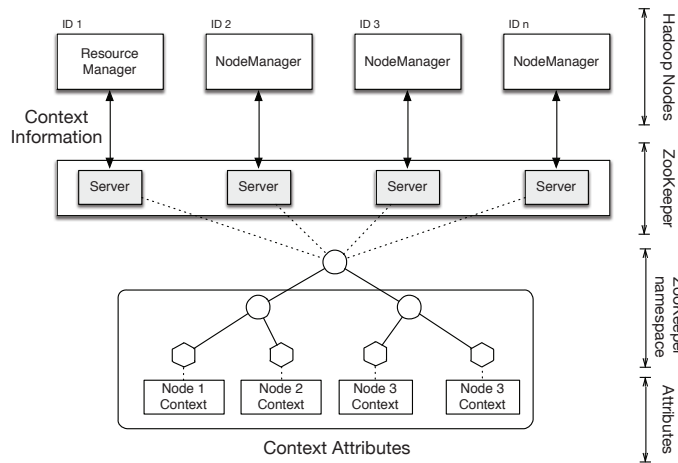 ID 1
ID 2
ID 3
ID n
Resource
Manager
NodeManager
NodeManager
NodeManager
Hadoop Nodes
Context
Information
ZooKeeper
Server
Server
Server
Server
ZooKeeper
namespace
Node 1
Context
Node 2
Context
Node 3
Context
Node 3
Context
Attributes
Context Attributes